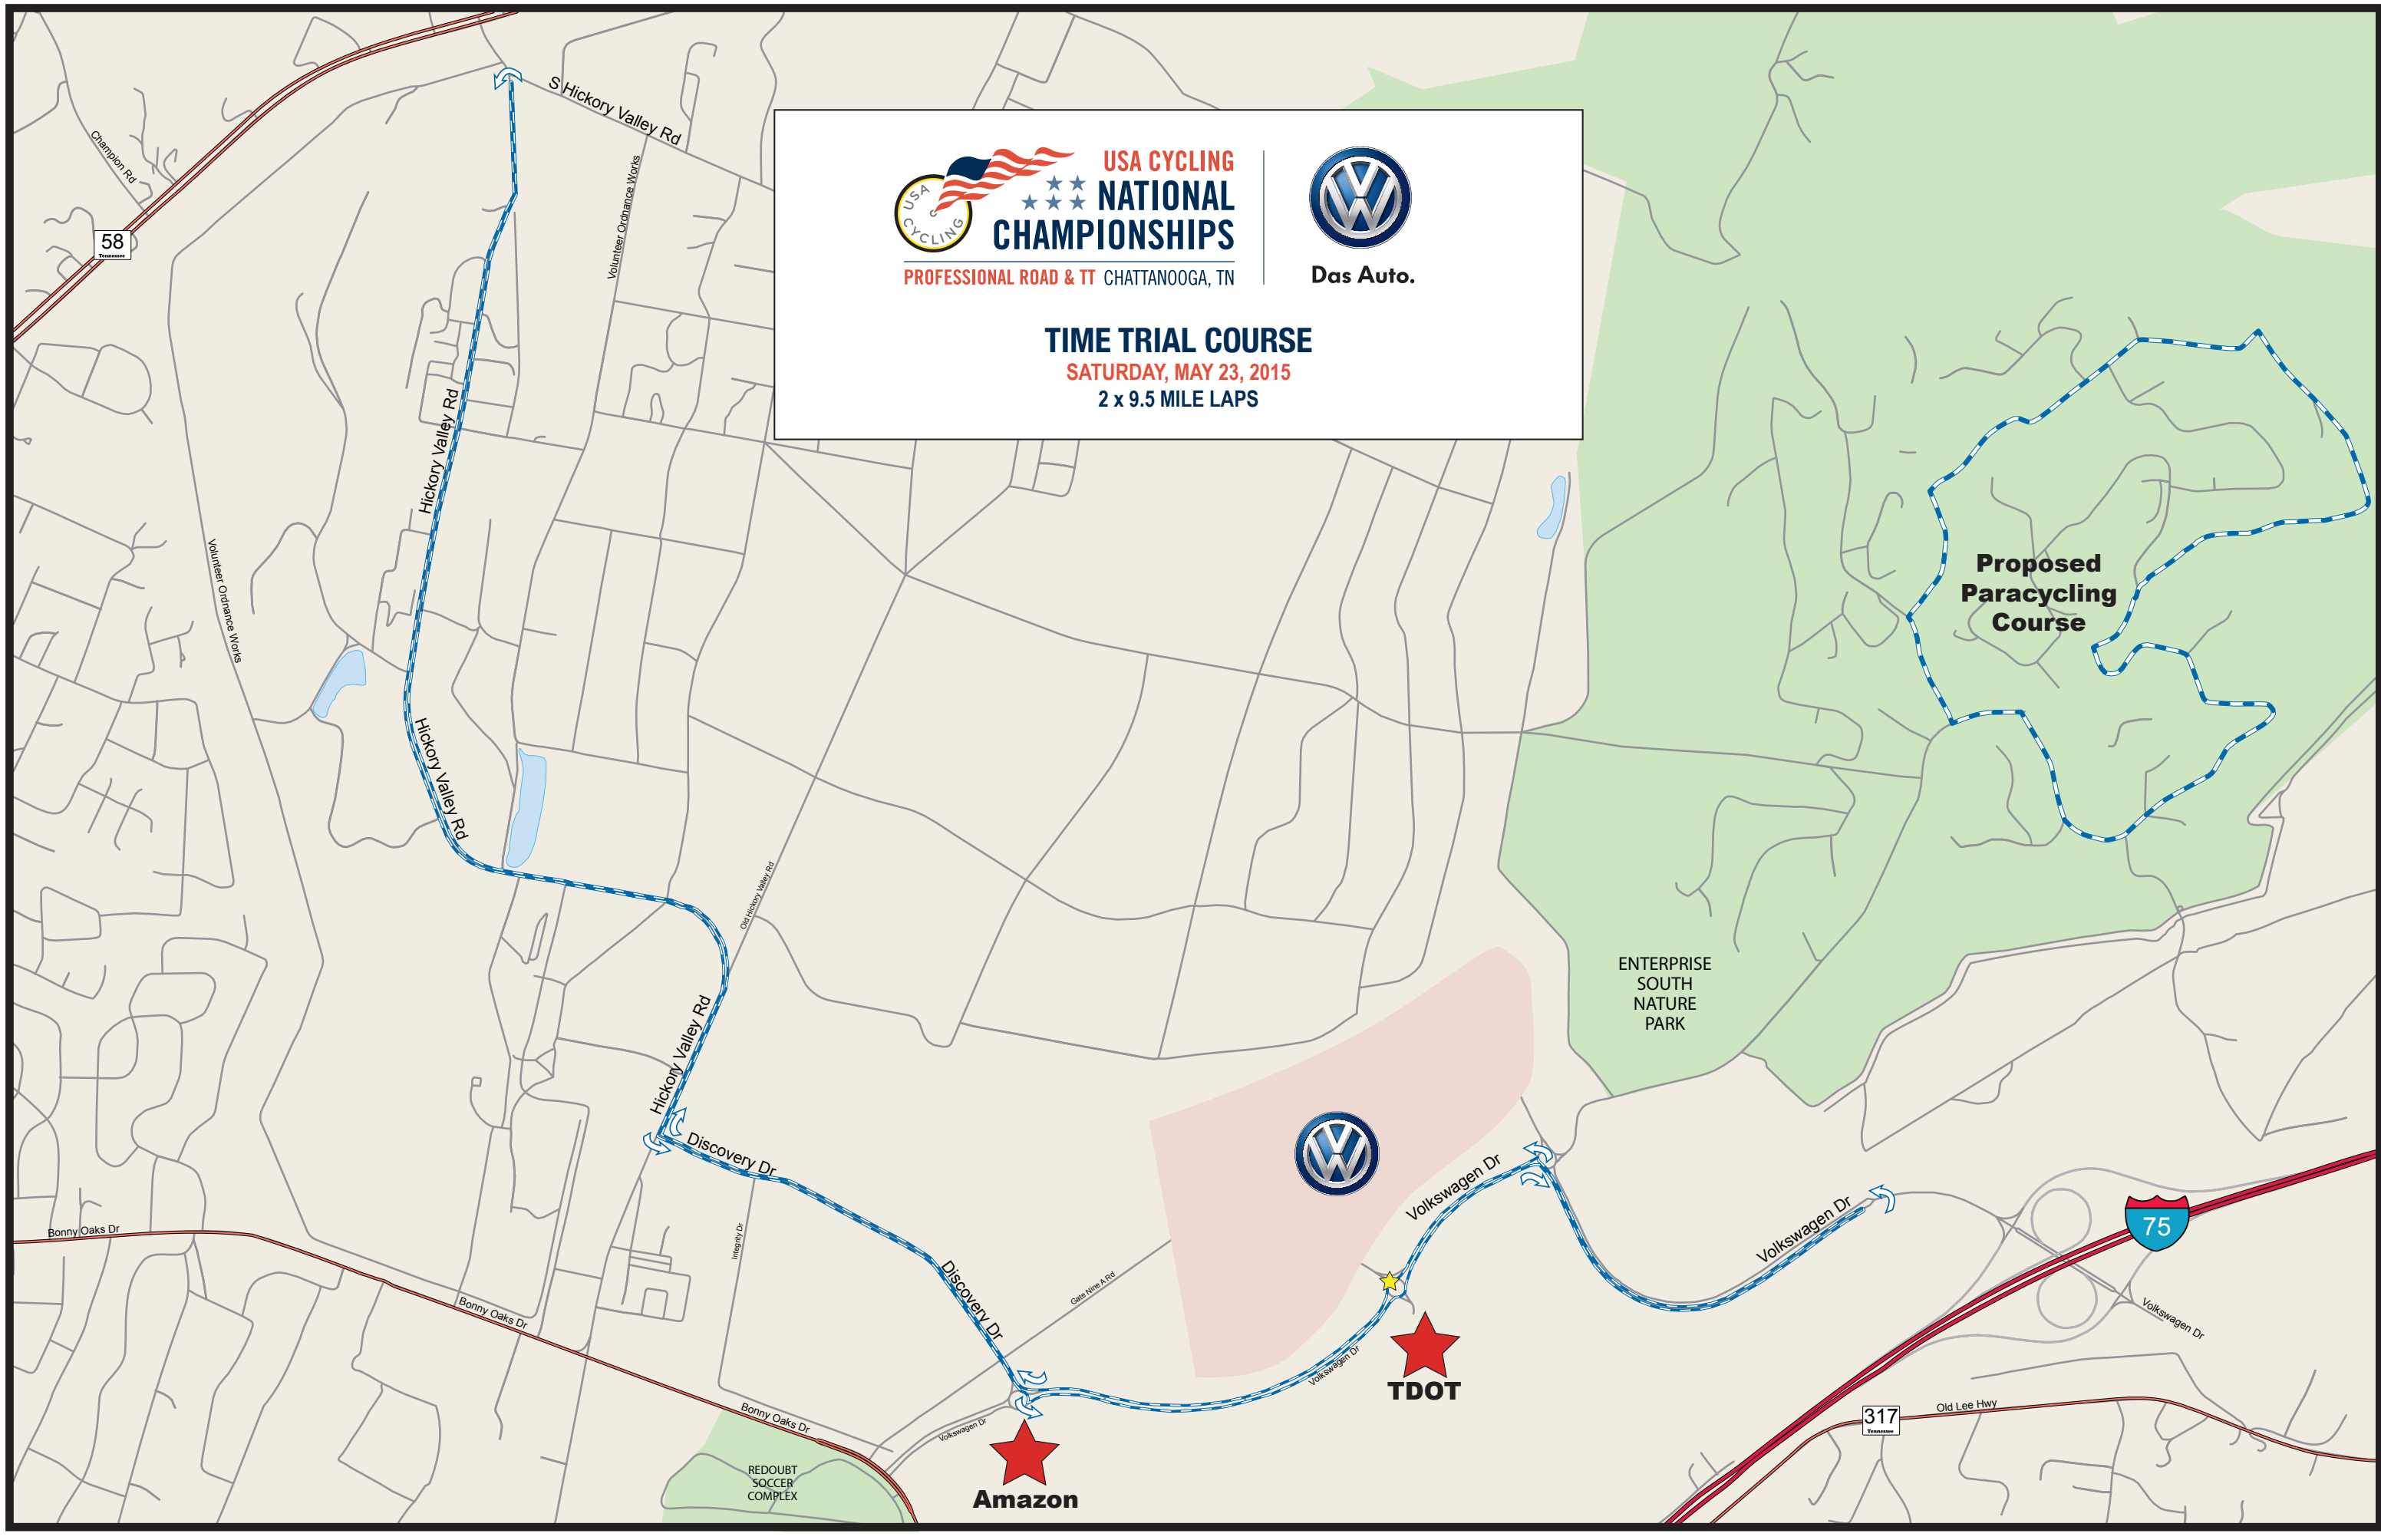 S Hickory Valley Rd
Champion Rd
58
Tennessee
Volunteer Ordnance Works
USA
CYCLING
USA CYCLING
NATIONAL
CHAMPIONSHIPS
PROFESSIONAL ROAD & TT CHATTANOOGA, TN
Das Auto.
TIME TRIAL COURSE
SATURDAY, MAY 23, 2015
2 x 9.5 MILE LAPS
Hickory Valley Rd
Volunteer Ordnance Works
Proposed
Paracycling
Course
Hickory Valley Rd
Old Hickory Valley Rd
ENTERPRISE
SOUTH
NATURE
PARK
Hickory Valley Rd
Discovery Dr
Volkswagen Dr
Volkswagen Dr
75
Bonny Oaks Dr
Integrity Dr
Discovery Dr
Gate Nine A Rd
Bonny Oaks Dr
Volkswagen Dr
Volkswagen Dr
TDOT
Bonny Oaks Dr
Volkswagen Dr
317
Tennessee
Old Lee Hwy
REDOUBT
SOCCER
COMPLEX
Amazon